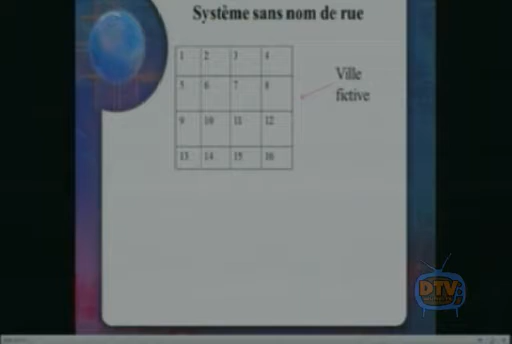 Système sans nom de rue
1 2 3 4
5 6 7 8
9 10 11 12
13 14 15 16
Ville
fictive
DTV